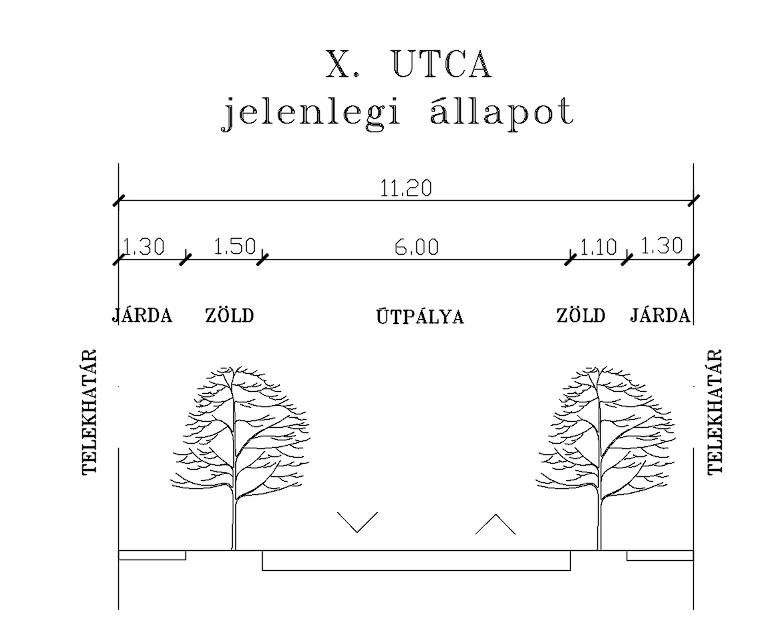 X. UTCA
jelenlegi állapot
11.20
1.30 1.50 6.00 1.10 1.30
JÁRDA ZÖLD ÚTPÁLYA ZÖLD JÁRDA
TELEKHATÁR
TELEKHATÁR